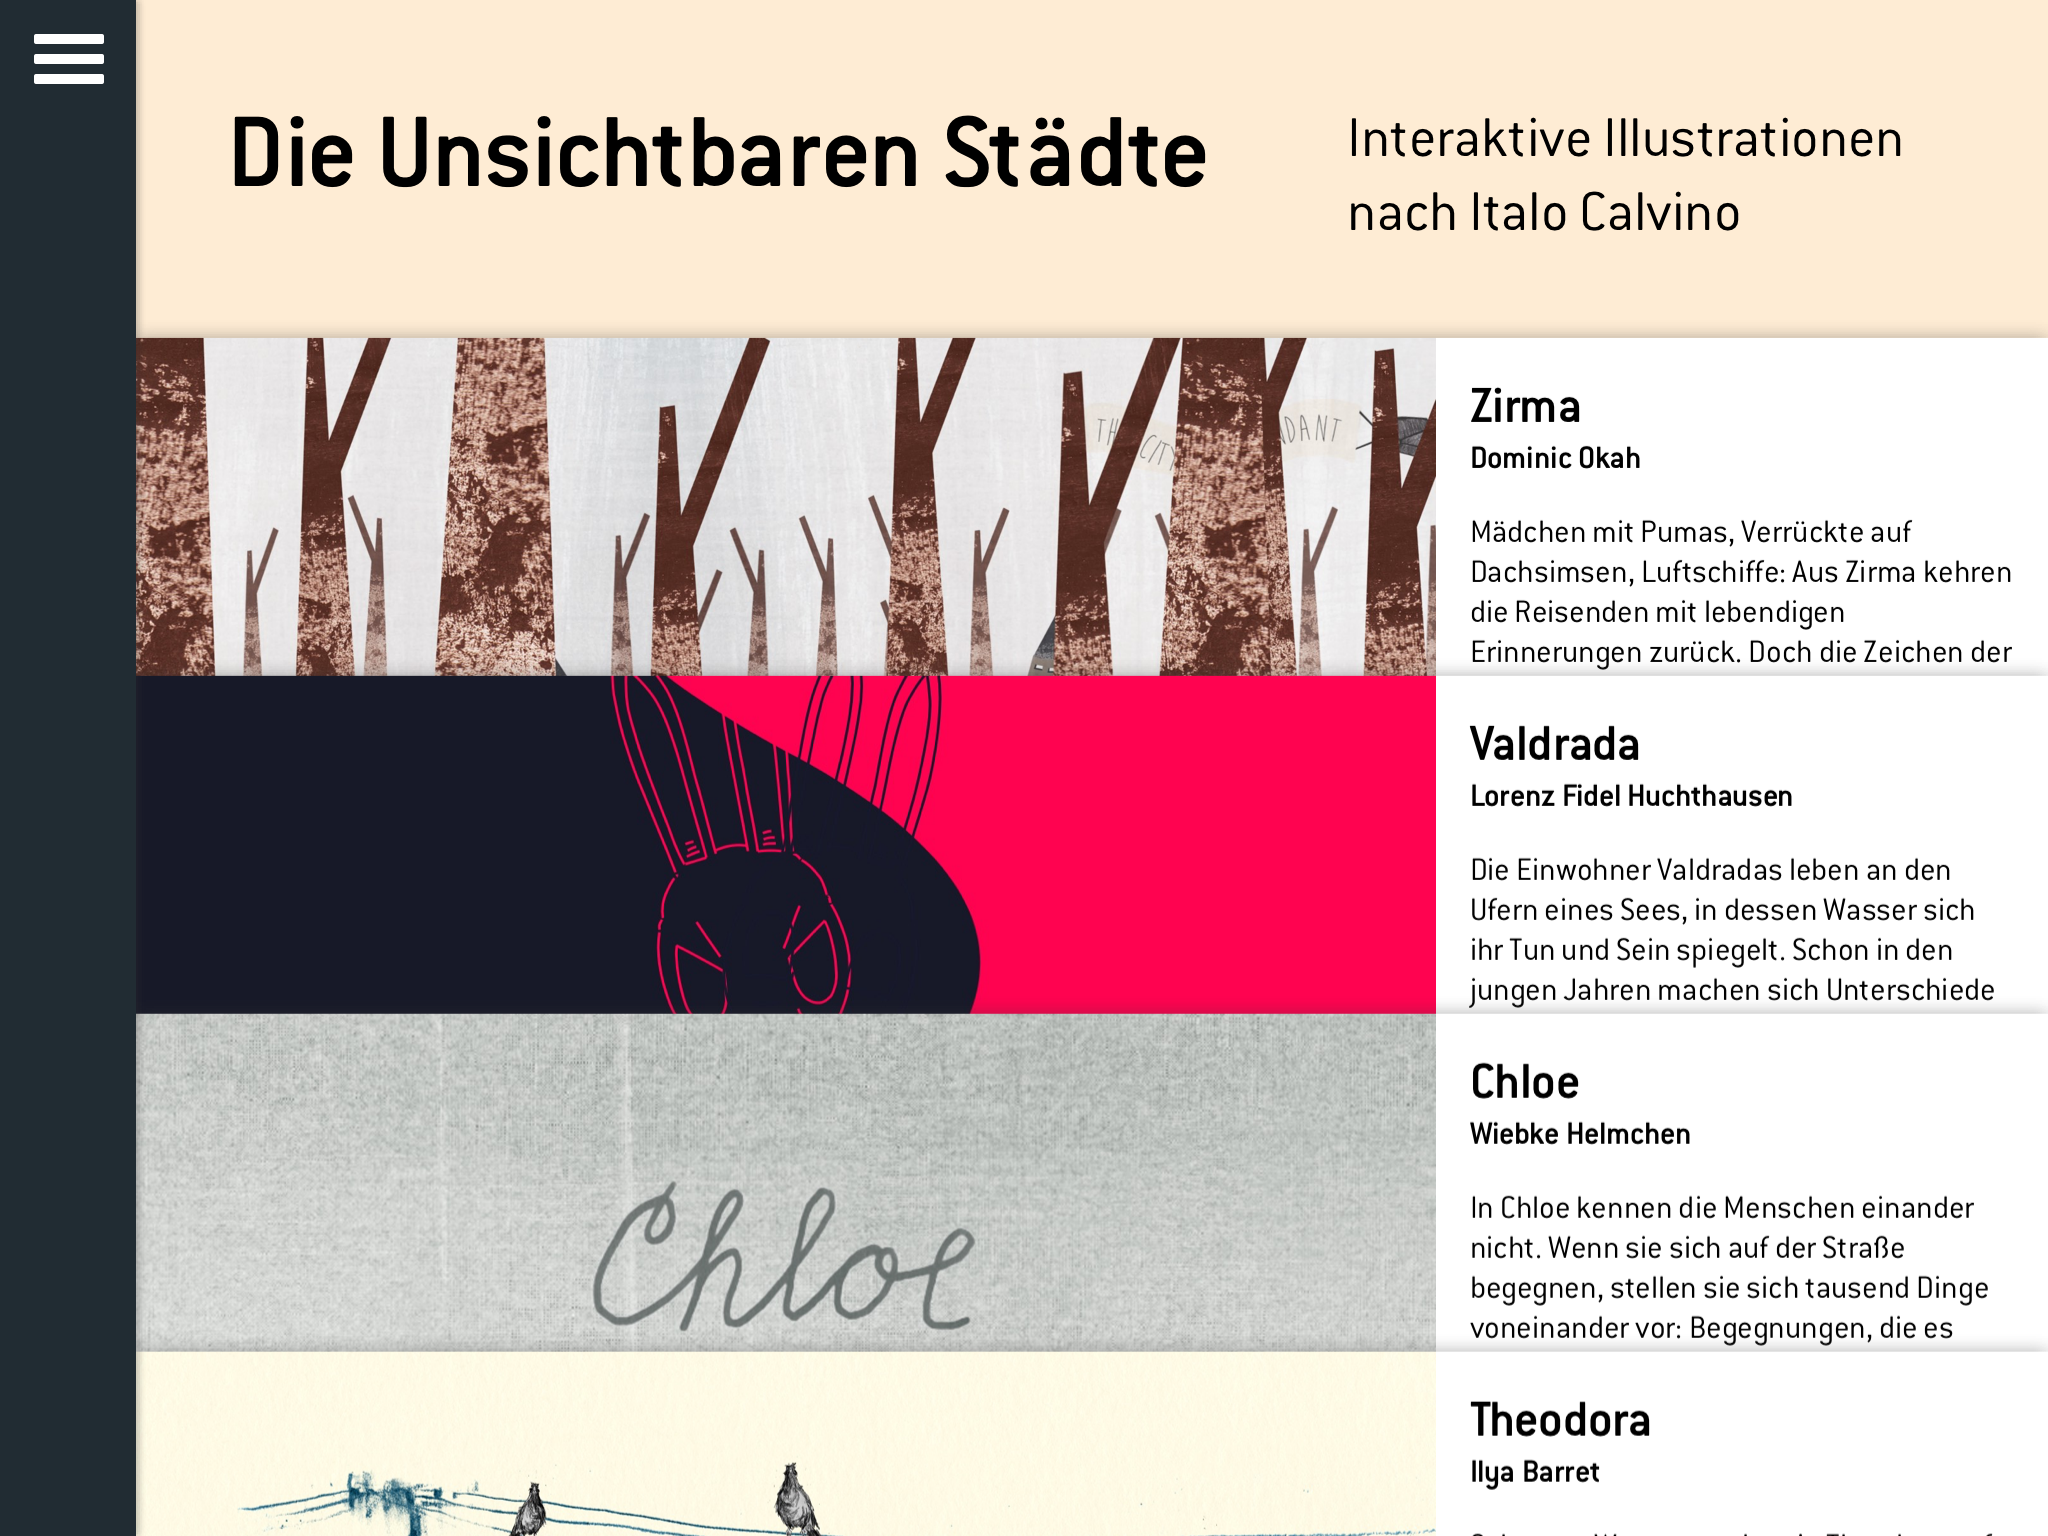 Die Unsichtbaren Städte
Interaktive Illustrationen
nach Italo Calvino
CITY
Zirma
Dominic Okah
Mädchen mit Pumas, Verrückte auf
Dachsimsen, Luftschiffe: Aus Zirma kehren
die Reisenden mit lebendigen
Erinnerungen zurück. Doch die Zeichen der
Valdrada
Lorenz Fidel Huchthausen
Die Einwohner Valdradas leben an den
Ufern eines Sees, in dessen Wasser sich
ihr Tun und Sein spiegelt. Schon in den
jungen Jahren machen sich Unterschiede
Chloe
Chloe
Wiebke Helmchen
In Chloe kennen die Menschen einander
nicht. Wenn sie sich auf der Straße
begegnen, stellen sie sich tausend Dinge
voneinander vor: Begegnungen, die es
Theodora
Ilya Barret